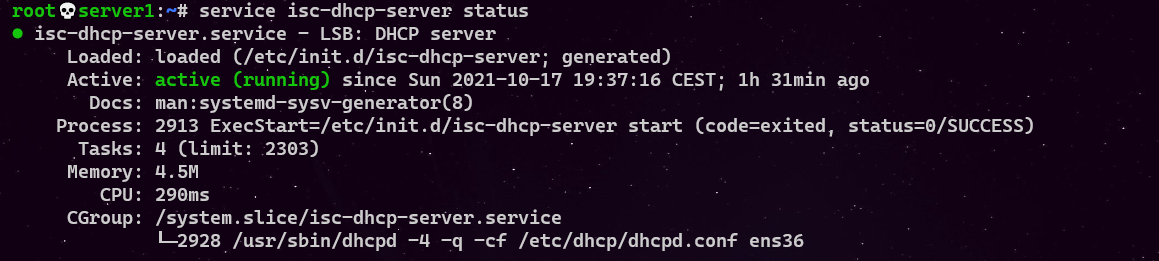 root💀server1:~# service isc-dhcp-server status
● isc-dhcp-server.service - LSB: DHCP server
     Loaded: loaded (/etc/init.d/isc-dhcp-server; generated)
     Active: active (running) since Sun 2021-10-17 19:37:16 CEST; 1h 31min ago
       Docs: man:systemd-sysv-generator(8)
    Process: 2913 ExecStart=/etc/init.d/isc-dhcp-server start (code=exited, status=0/SUCCESS)
      Tasks: 4 (limit: 2303)
     Memory: 4.5M
        CPU: 290ms
     CGroup: /system.slice/isc-dhcp-server.service
             └─2928 /usr/sbin/dhcpd -4 -q -cf /etc/dhcp/dhcpd.conf ens36